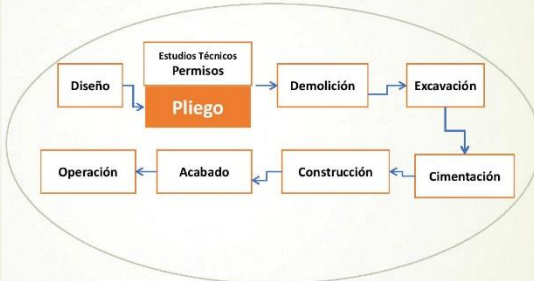 Estudios Técnicos
Permisos
Diseño
Pliego
Demolición
Excavación
Cimentación
Construcción
Acabado
Operación